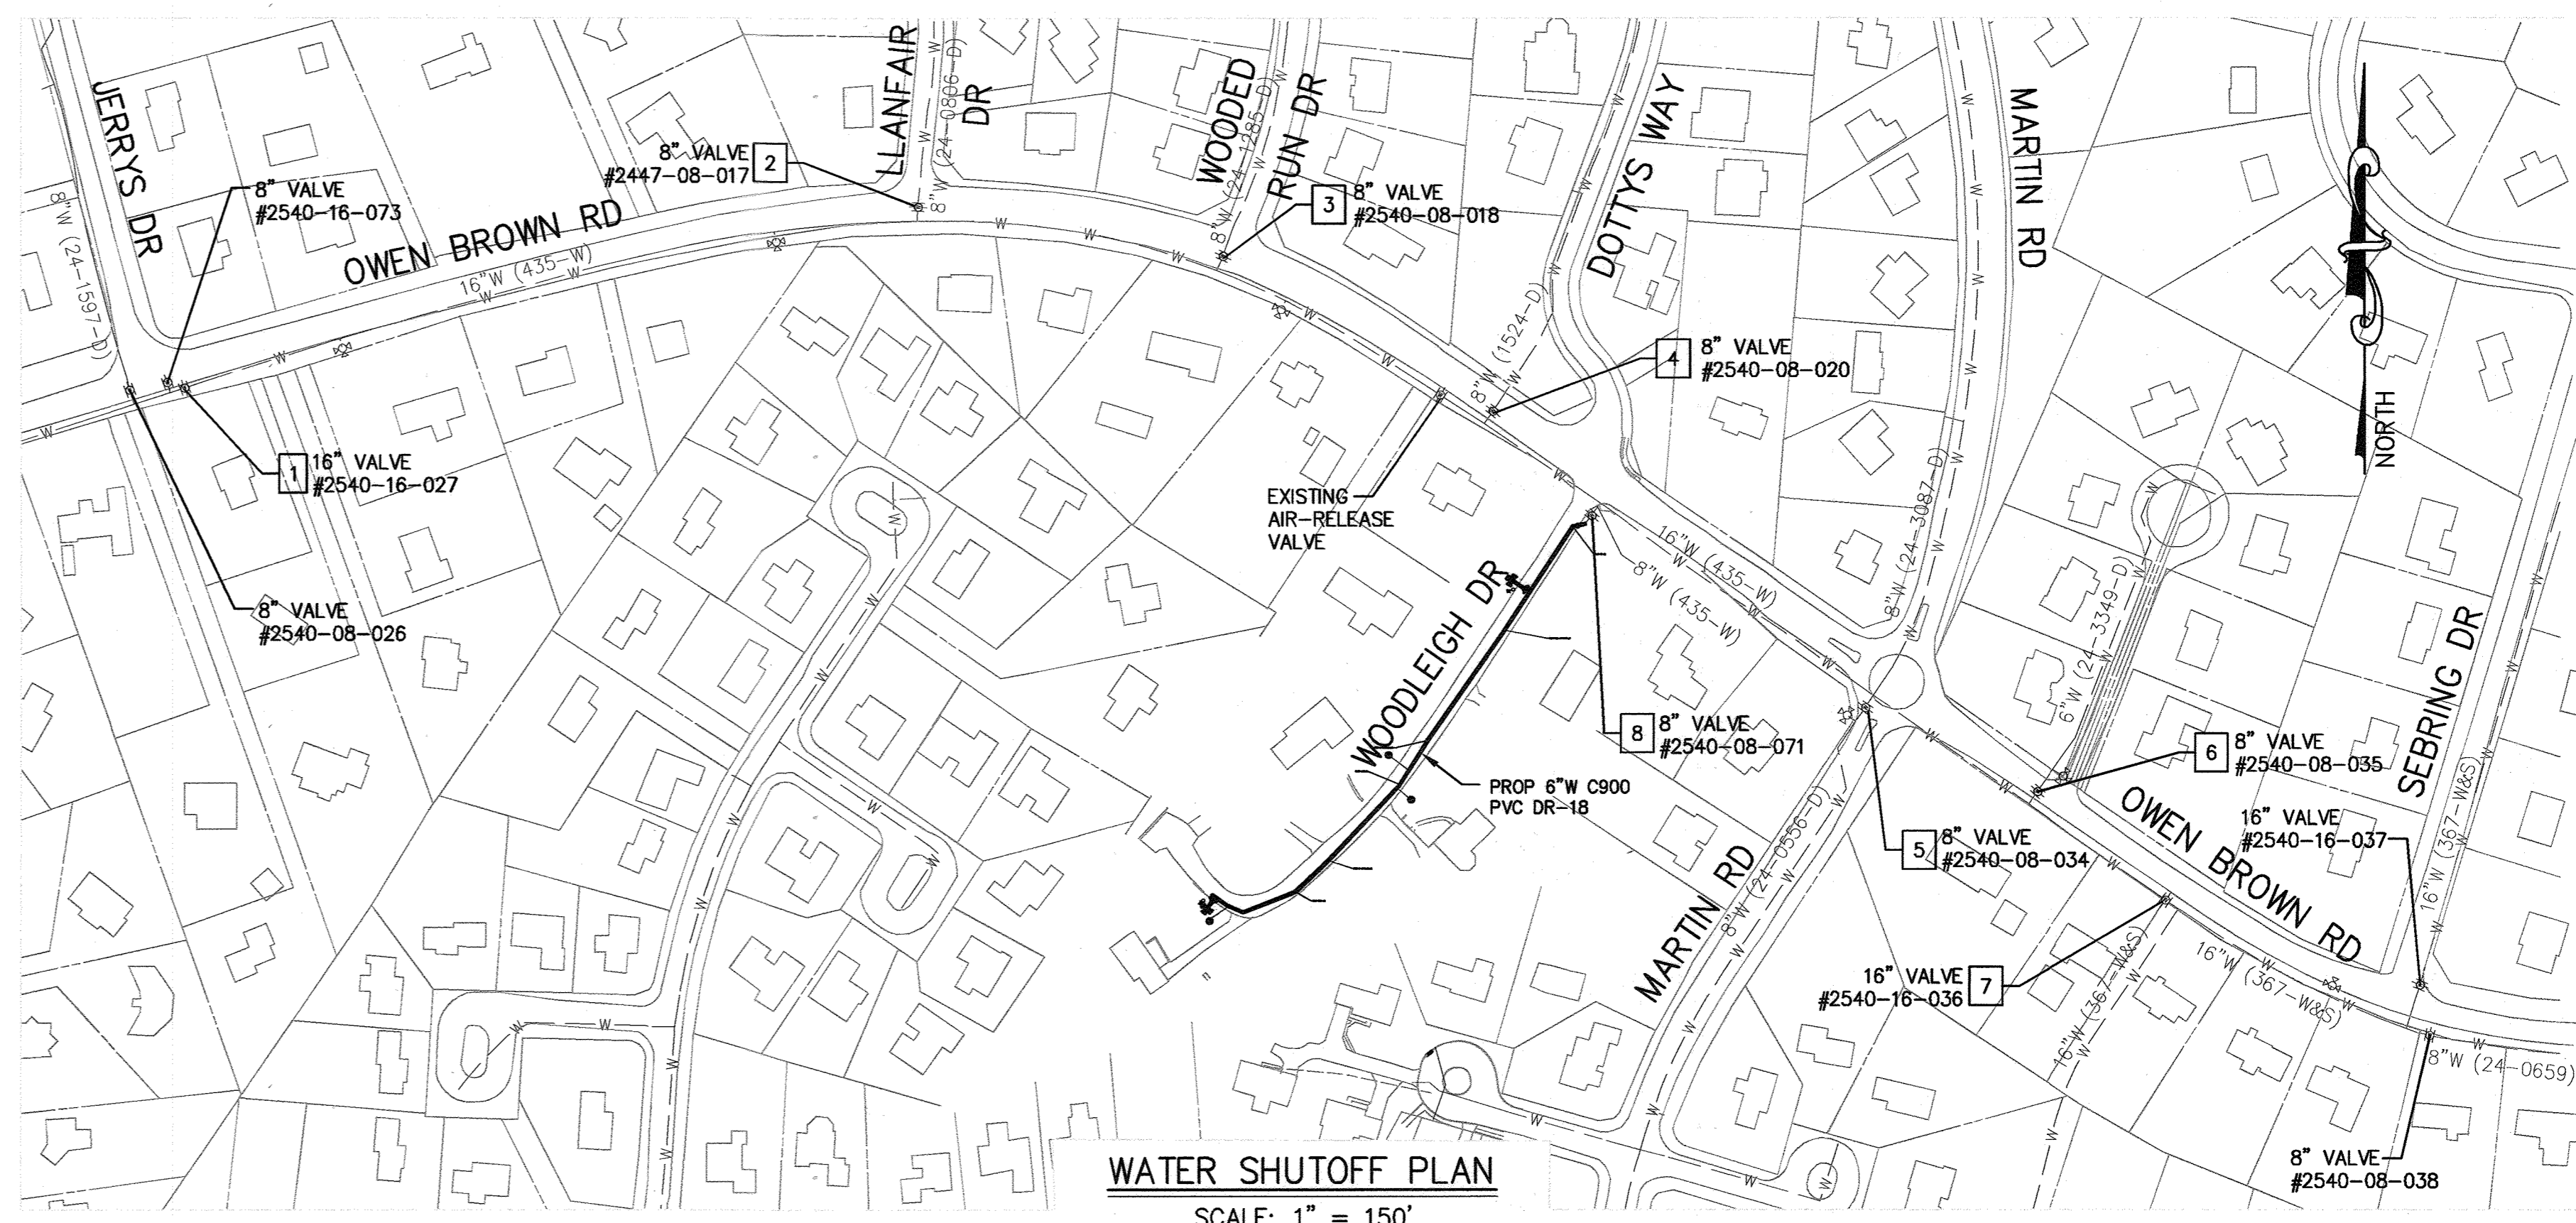 JERRYS DR
8"W (24-1597-D)
8" VALVE
#2540-16-073
OWEN BROWN RD
16"W (435-W)
8" VALVE
#2447-08-017
2
LLANFAIR
DR
8"W (24-0806-D)
WOODED
RUN DR
8"W (24-1285-D)
3
8" VALVE
#2540-08-018
DOTTYS WAY
8"W (1524-D)
4
8" VALVE
#2540-08-020
MARTIN RD
8"W (24-3087-D)
NORTH
1
16" VALVE
#2540-16-027
8" VALVE
#2540-08-026
EXISTING
AIR-RELEASE
VALVE
16"W (435-W)
8"W (435-W)
WOODLEIGH DR
8
8" VALVE
#2540-08-071
PROP 6"W C900
PVC DR-18
6"W (24-3349-D)
6
8" VALVE
#2540-08-035
SEBRING DR
16"W (367-W&S)
16" VALVE
#2540-16-037
5
8" VALVE
#2540-08-034
OWEN BROWN RD
MARTIN RD
8"W (24-0556-D)
16" VALVE
#2540-16-036
7
16"W (367-W&S)
16"W (367-W&S)
8"W (24-0659)
8" VALVE
#2540-08-038
WATER SHUTOFF PLAN
SCALE: 1" = 150'